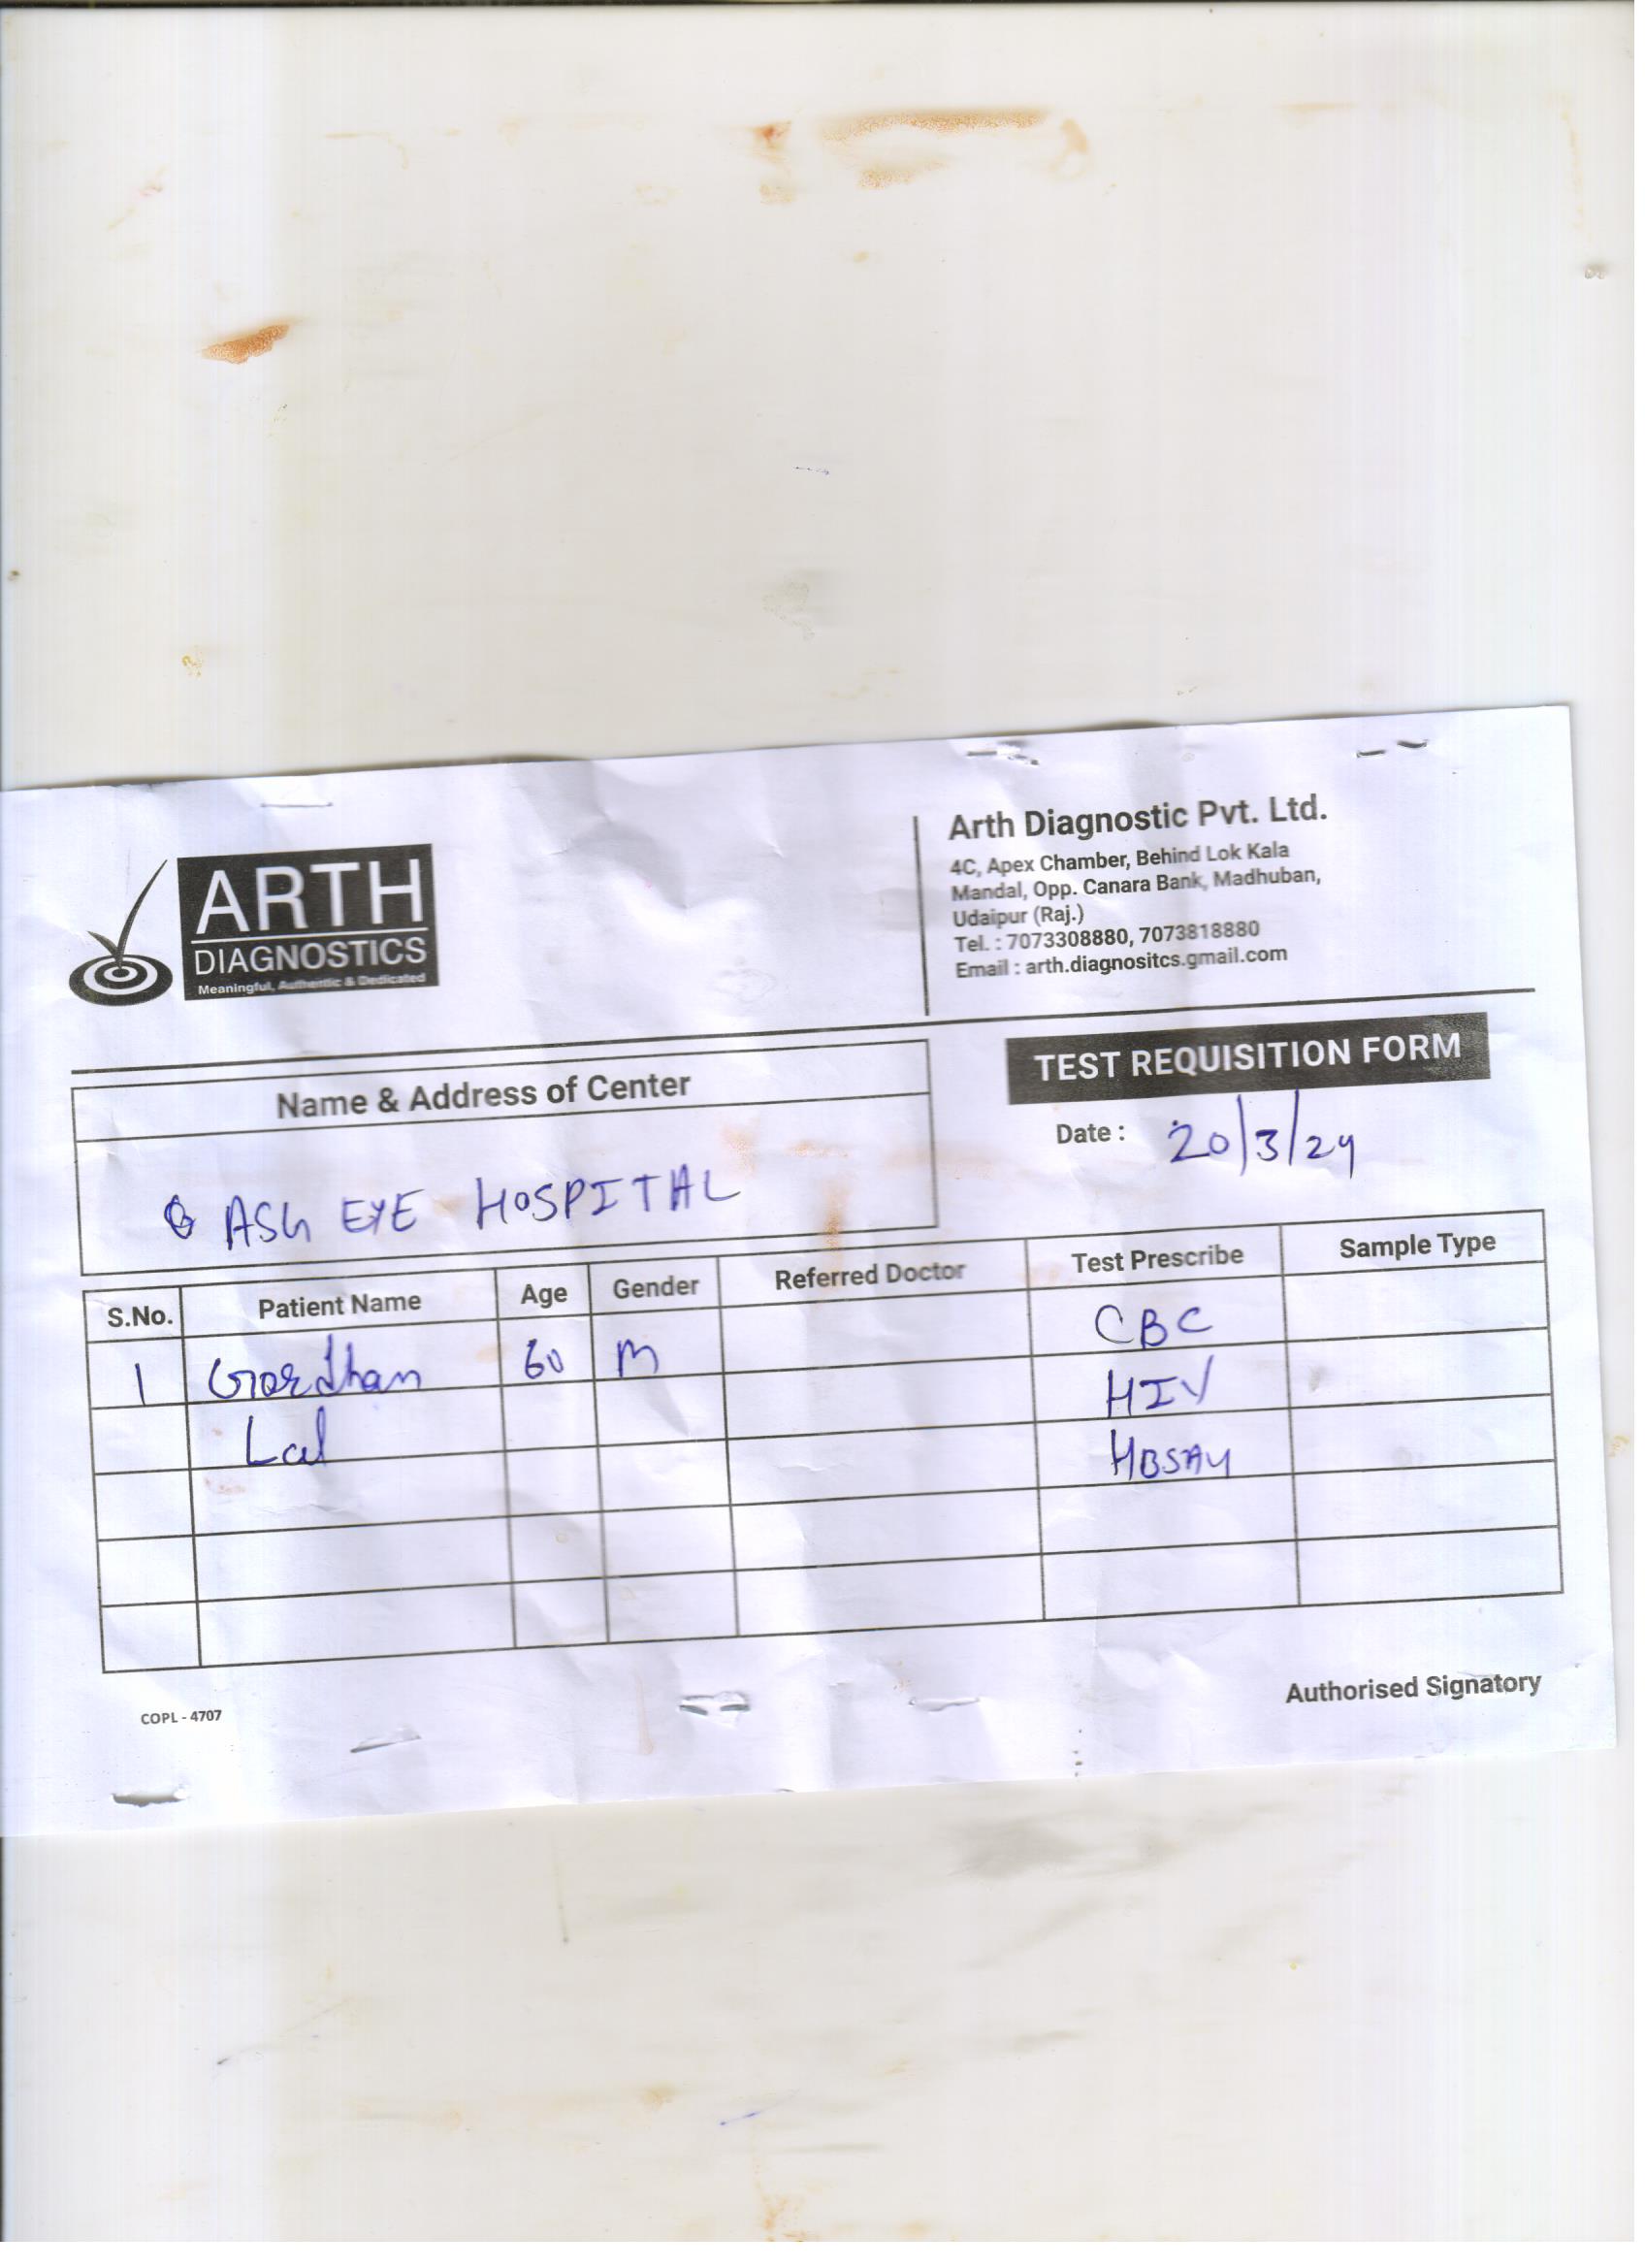 ARTH
DIAGNOSTICS
Meaningful, Authentic & Dedicated
Arth Diagnostic Pvt. Ltd.
4C, Apex Chamber, Behind Lok Kala
Mandal, Opp. Canara Bank, Madhuban,
Udaipur (Raj.)
Tel. : 7073308880, 7073818880
Email : arth.diagnositcs.gmail.com
TEST REQUISITION FORM
Name & Address of Center
Date : 20/3/24
ASG EYE HOSPITAL
S.No. Patient Name Age Gender Referred Doctor Test Prescribe Sample Type
1 Gordhan 60 M CBC
Lal HIV
HBSAG
Authorised Signatory
COPL - 4707